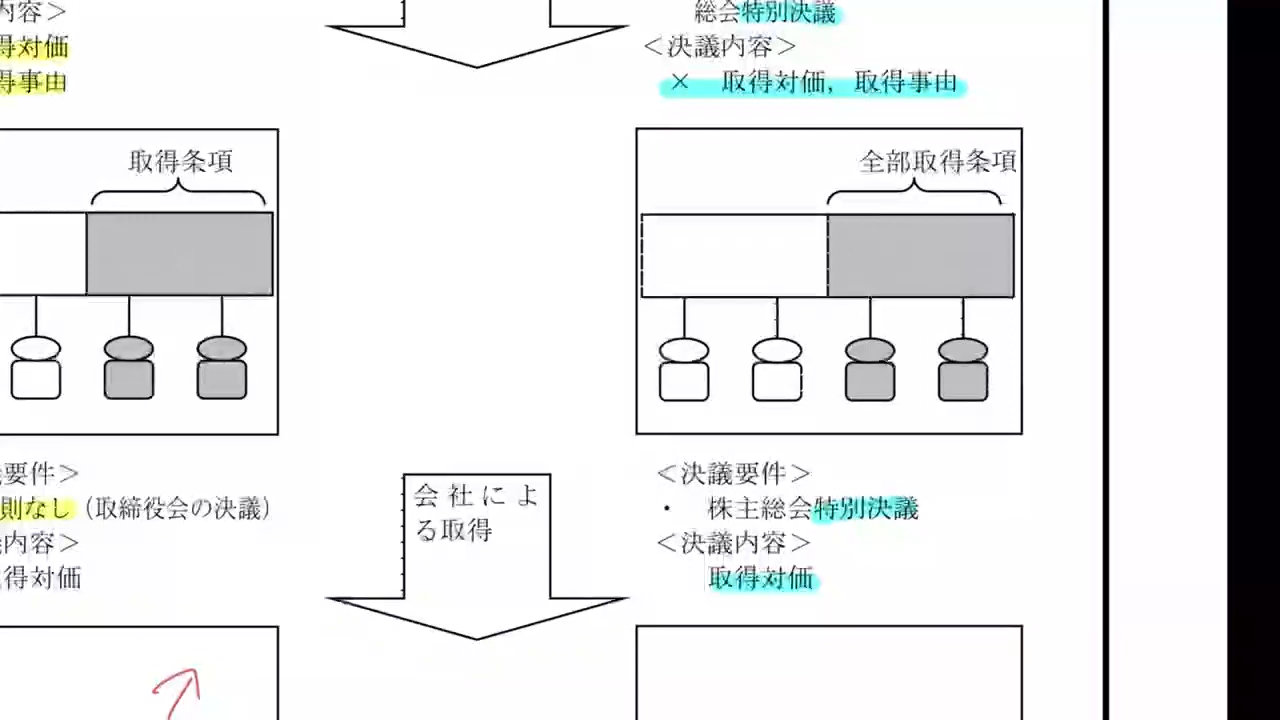 内容＞
得対価
得事由
総会特別決議
＜決議内容＞
× 取得対価，取得事由
取得条項
全部取得条項
要件＞
則なし（取締役会の決議）
内容＞
得対価
会社によ
る取得
＜決議要件＞
・ 株主総会特別決議
＜決議内容＞
取得対価